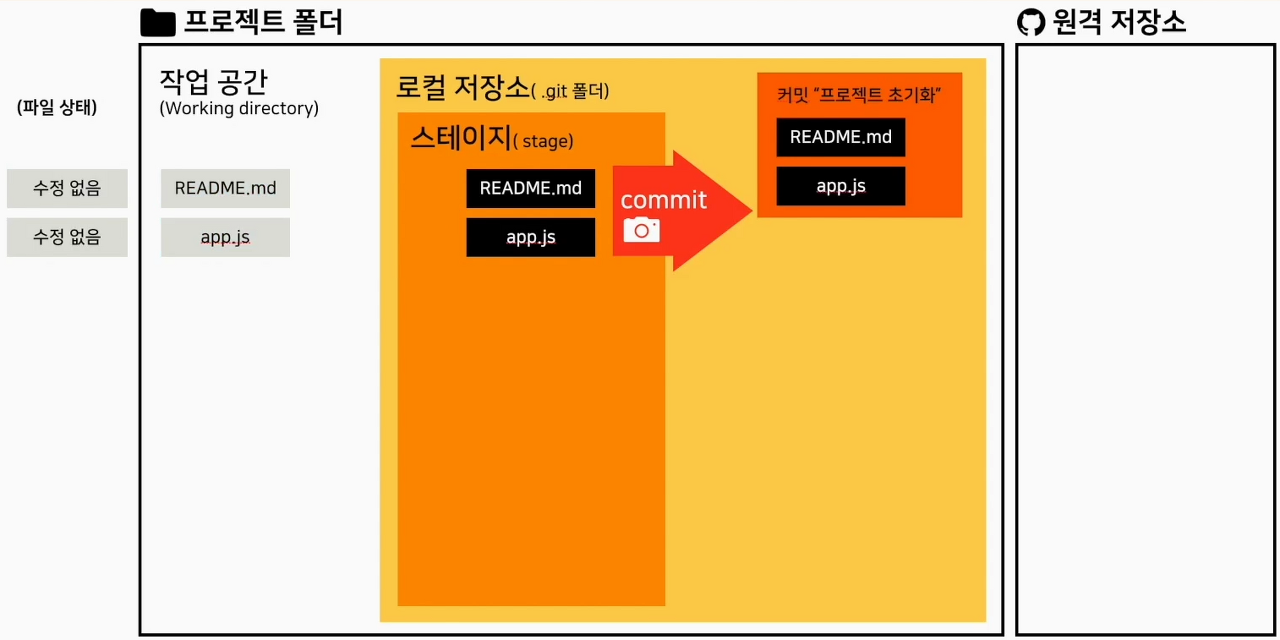 프로젝트 폴더
원격 저장소
(파일 상태)
수정 없음
수정 없음
작업 공간
(Working directory)
README.md
app.js
로컬 저장소( .git 폴더)
스테이지( stage)
README.md
app.js
commit
커밋 “프로젝트 초기화”
README.md
app.js